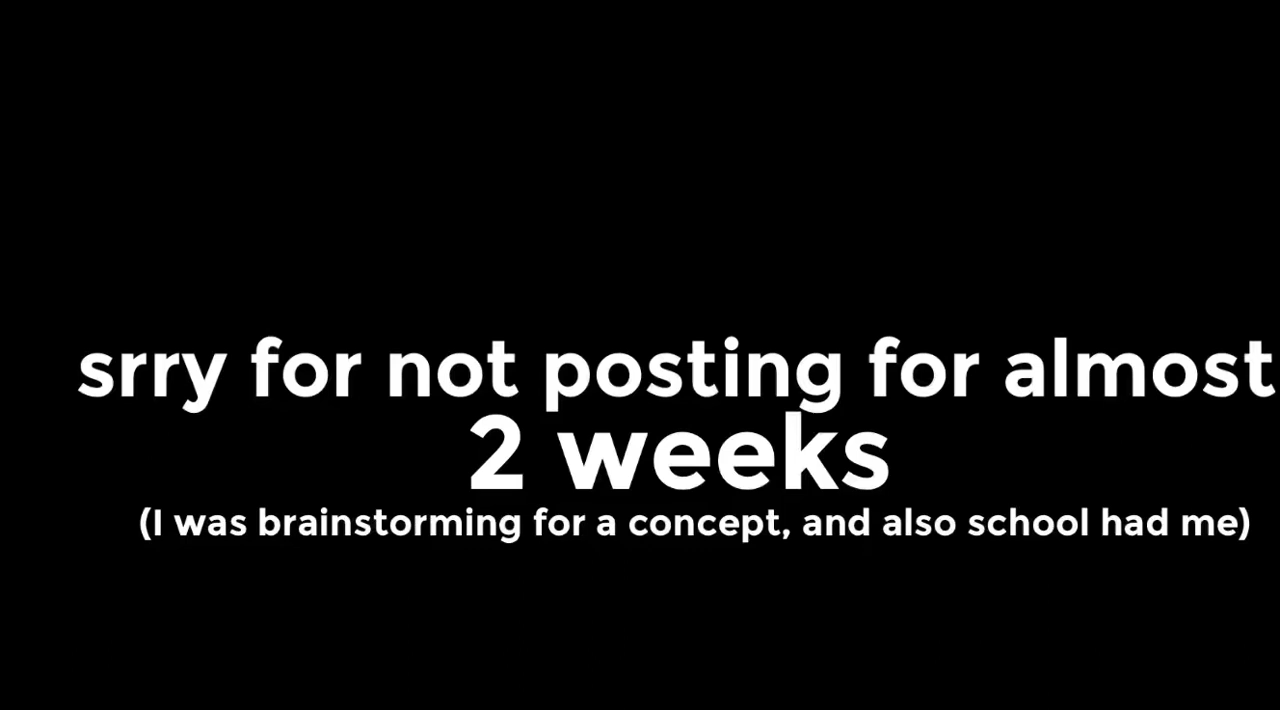 srry for not posting for almost
2 weeks
(I was brainstorming for a concept, and also school had me)